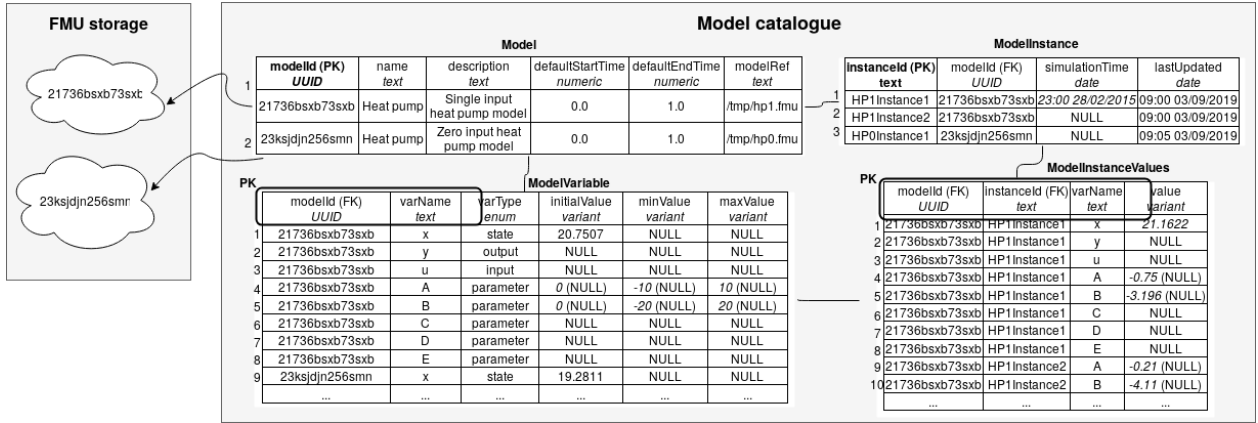 FMU storage
21736bsxb73sxb
23ksjdjn256smn
Model catalogue
Model
modelId (PK) name description defaultStartTime defaultEndTime modelRef
UUID text text numeric numeric text
1
21736bsxb73sxb Heat pump Single input heat pump model 0.0 1.0 /tmp/hp1.fmu
2 23ksjdjn256smn Heat pump Zero input heat pump model 0.0 1.0 /tmp/hp0.fmu
ModelInstance
instanceId (PK) modelId (FK) simulationTime lastUpdated
text UUID date date
1 HP1Instance1 21736bsxb73sxb 23:00 28/02/2015 09:00 03/09/2019
2 HP1Instance2 21736bsxb73sxb NULL 09:00 03/09/2019
3 HP0Instance1 23ksjdjn256smn NULL 09:05 03/09/2019
PK ModelVariable
modelId (FK) varName varType initialValue minValue maxValue
UUID text enum variant variant variant
1 21736bsxb73sxb x state 20.7507 NULL NULL
2 21736bsxb73sxb y output NULL NULL NULL
3 21736bsxb73sxb u input NULL NULL NULL
4 21736bsxb73sxb A parameter 0 (NULL) -10 (NULL) 10 (NULL)
5 21736bsxb73sxb B parameter 0 (NULL) -20 (NULL) 20 (NULL)
6 21736bsxb73sxb C parameter NULL NULL NULL
7 21736bsxb73sxb D parameter NULL NULL NULL
8 21736bsxb73sxb E parameter NULL NULL NULL
9 23ksjdjn256smn x state 19.2811 NULL NULL
... ... ... ... ... ...
PK ModelInstanceValues
modelId (FK) instanceId (FK) varName value
UUID text text variant
1 21736bsxb73sxb HP1Instance1 x 21.1622
2 21736bsxb73sxb HP1Instance1 y NULL
3 21736bsxb73sxb HP1Instance1 u NULL
4 21736bsxb73sxb HP1Instance1 A -0.75 (NULL)
5 21736bsxb73sxb HP1Instance1 B -3.196 (NULL)
6 21736bsxb73sxb HP1Instance1 C NULL
7 21736bsxb73sxb HP1Instance1 D NULL
8 21736bsxb73sxb HP1Instance1 E NULL
9 21736bsxb73sxb HP1Instance2 A -0.21 (NULL)
10 21736bsxb73sxb HP1Instance2 B -4.11 (NULL)
... ... ... ...